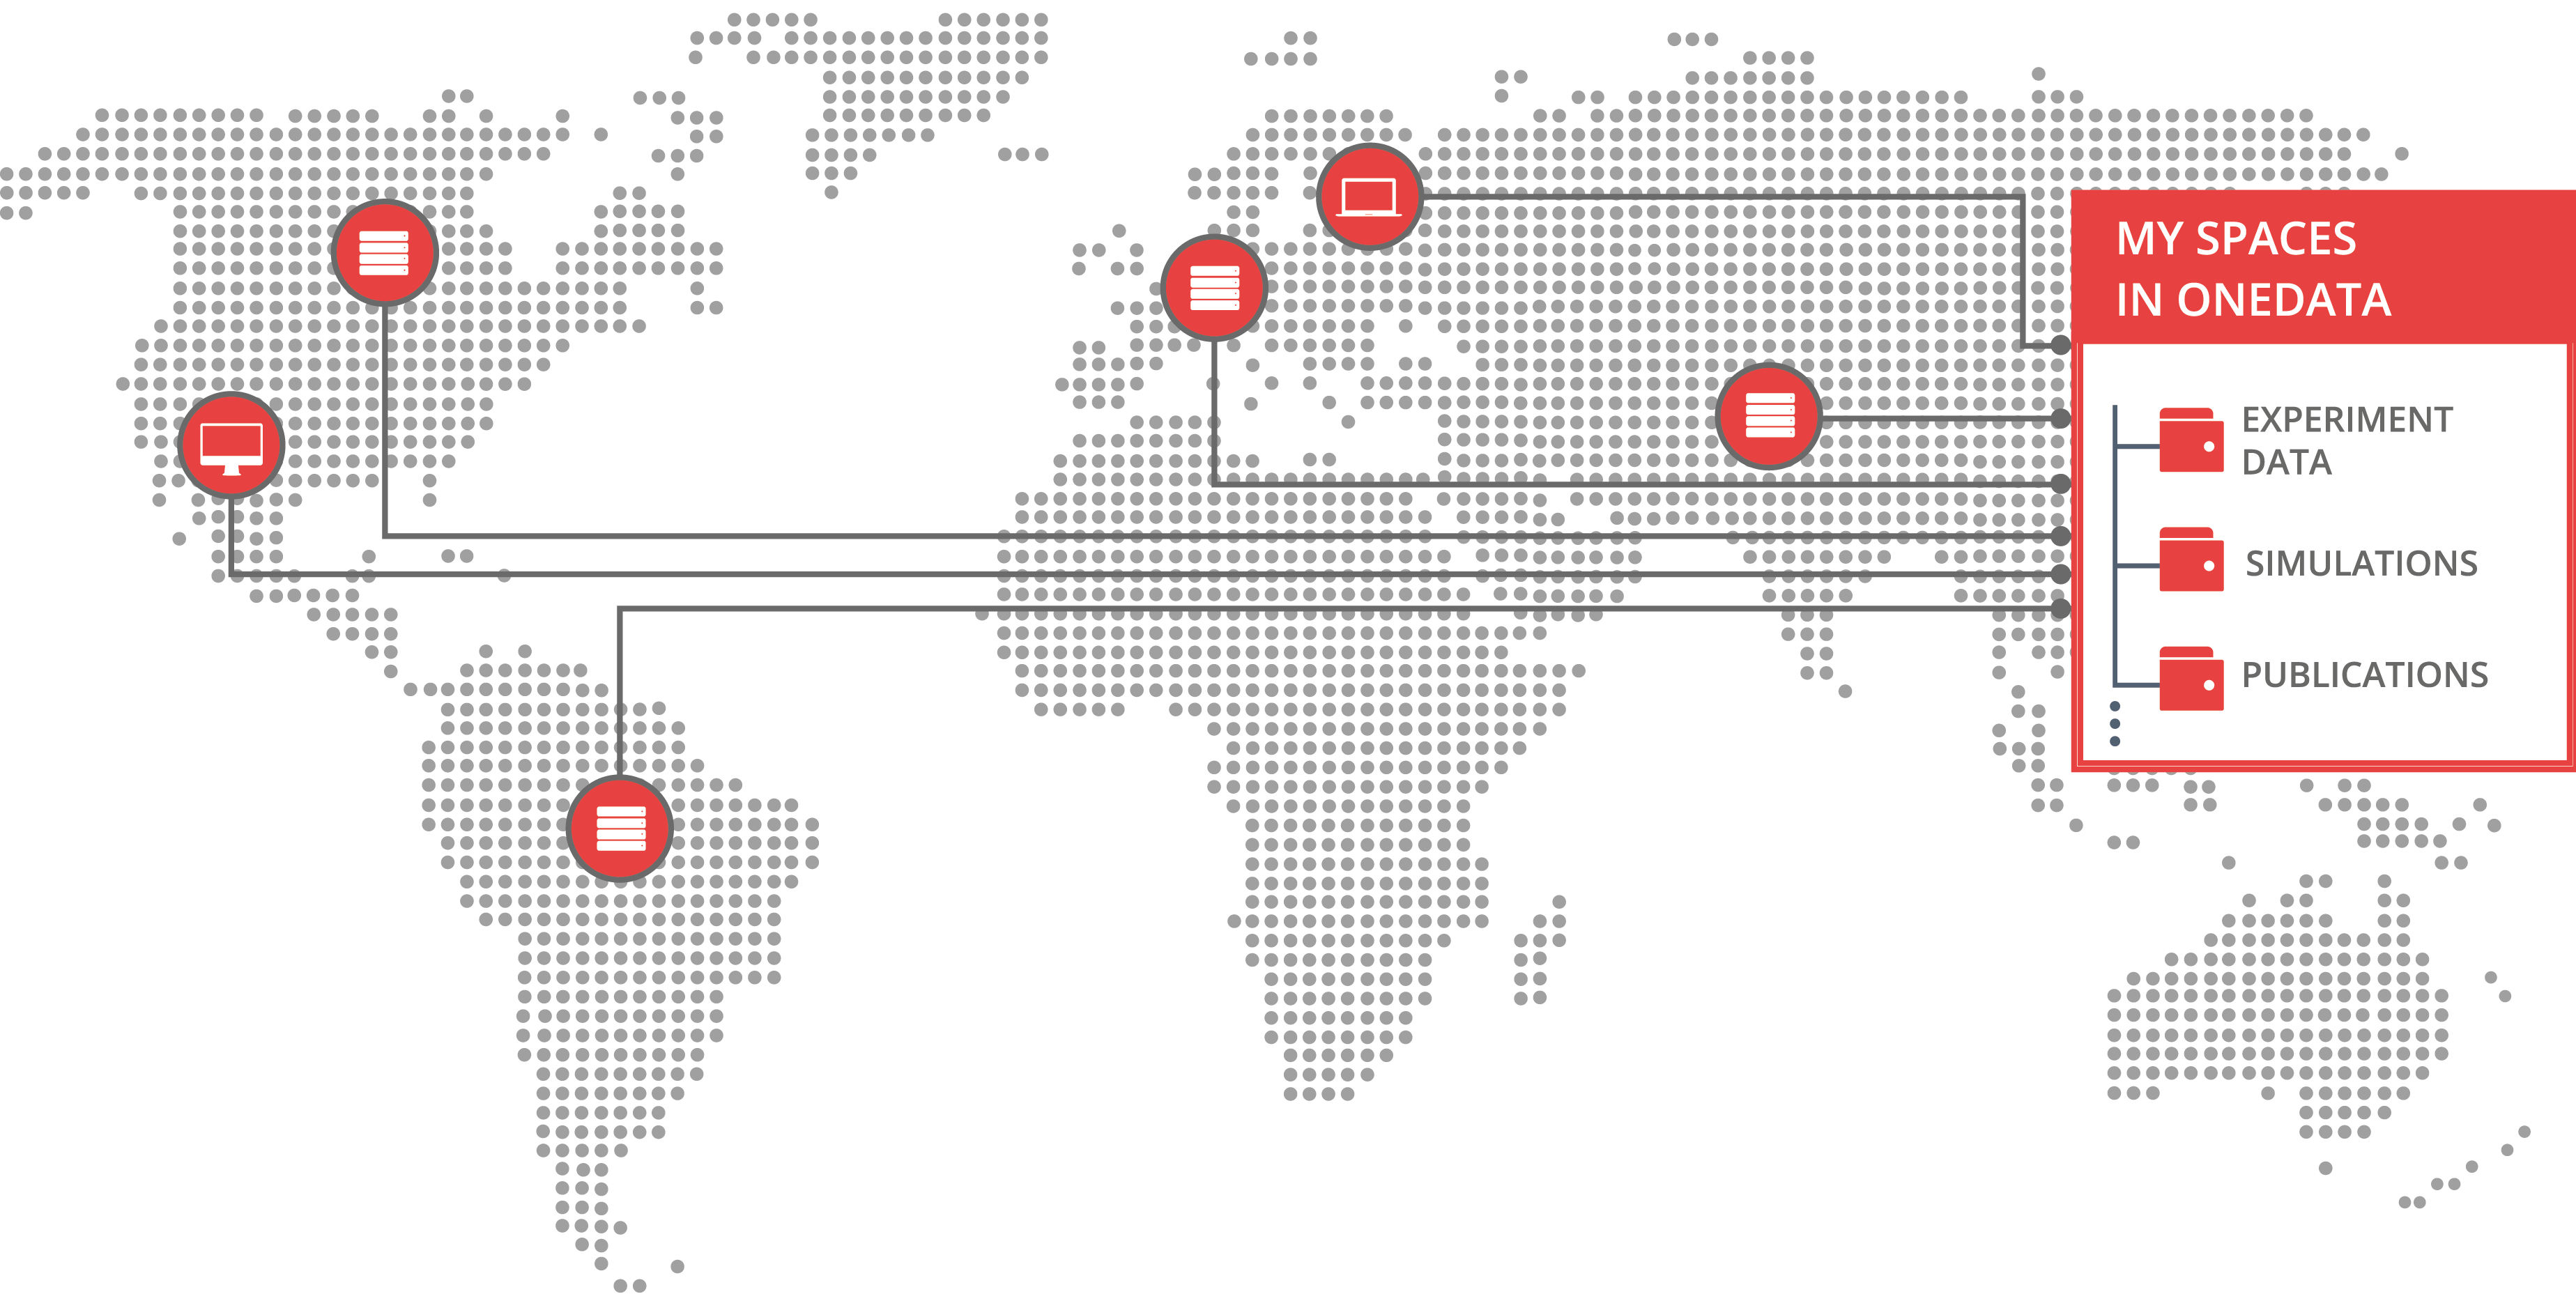 MY SPACES
IN ONEDATA
EXPERIMENT
DATA
SIMULATIONS
PUBLICATIONS